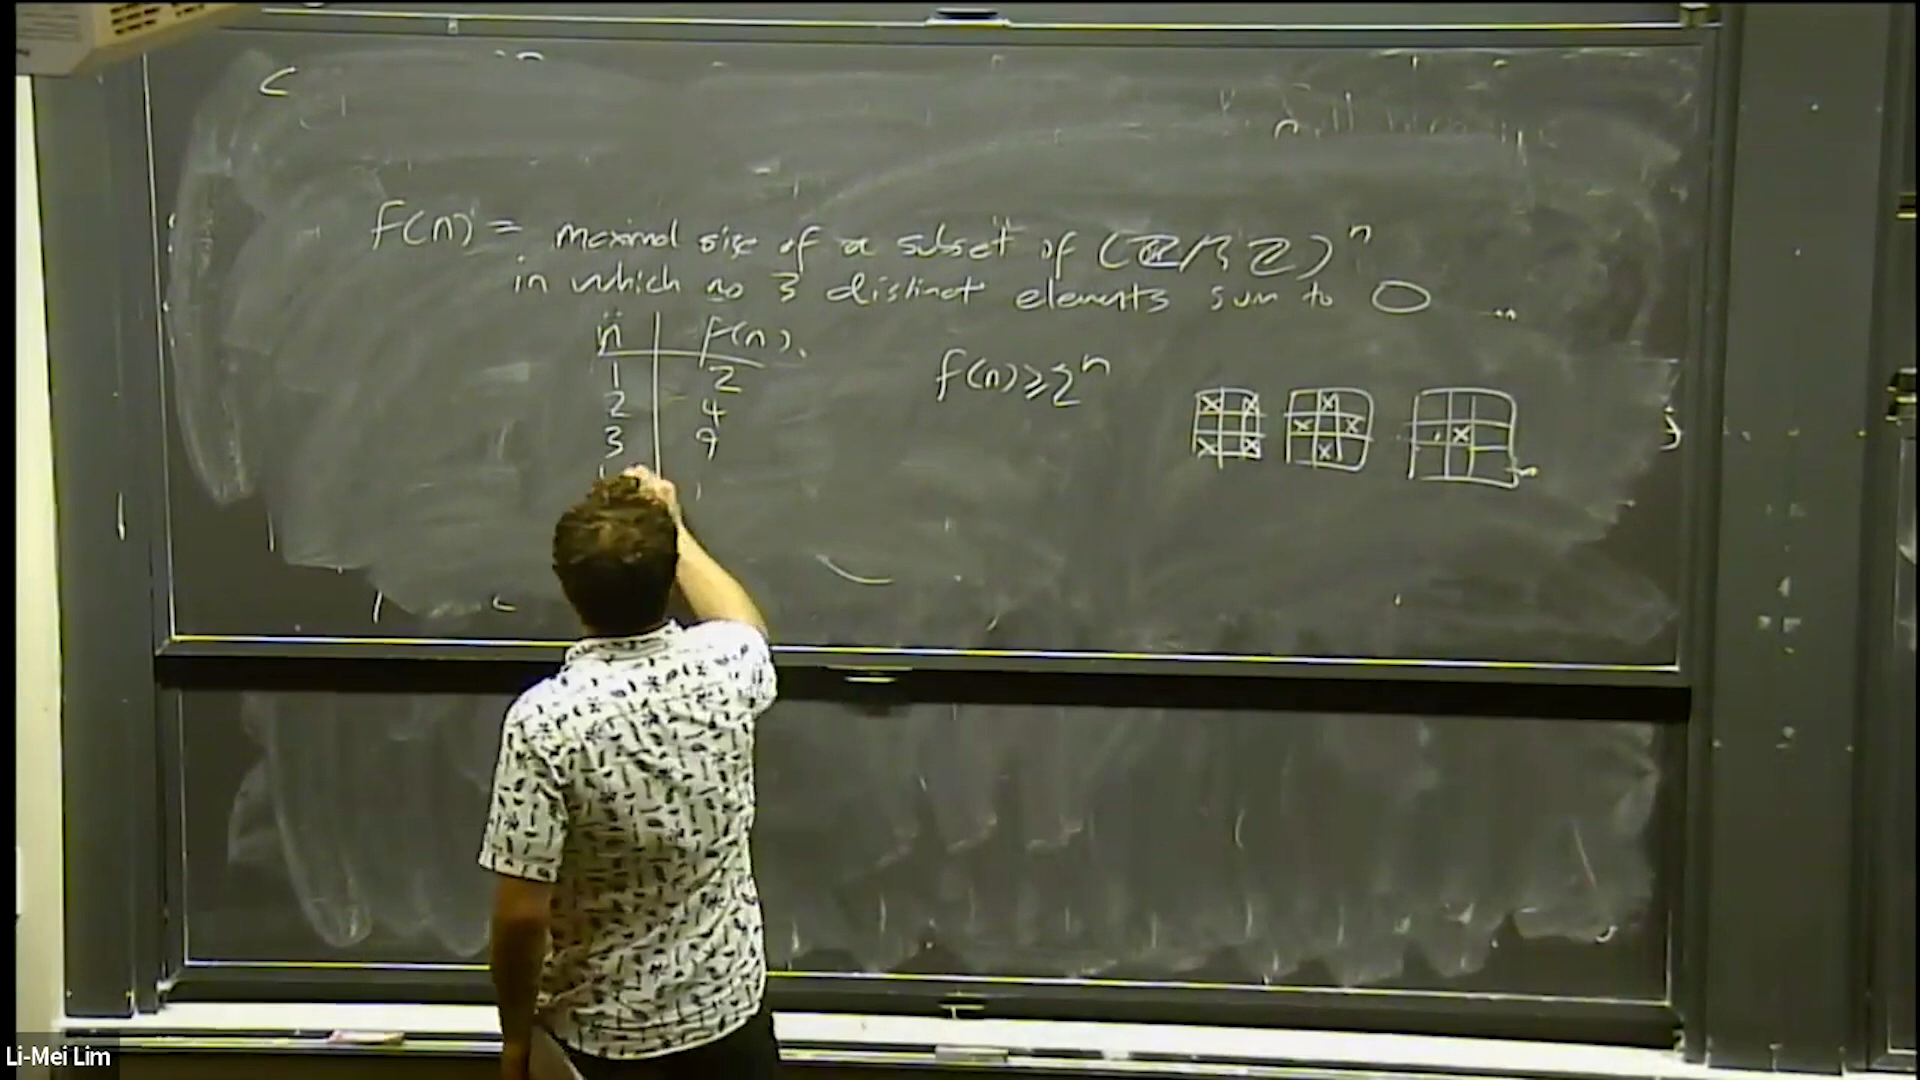 f(n) = maximal size of a subset of (ℤ/3ℤ)ⁿ
in which no 3 distinct elements sum to 0
n f(n)
1 2
2 4
3 9
f(n) ≥ 2ⁿ
x x x
x x x x
x x x
Li-Mei Lim